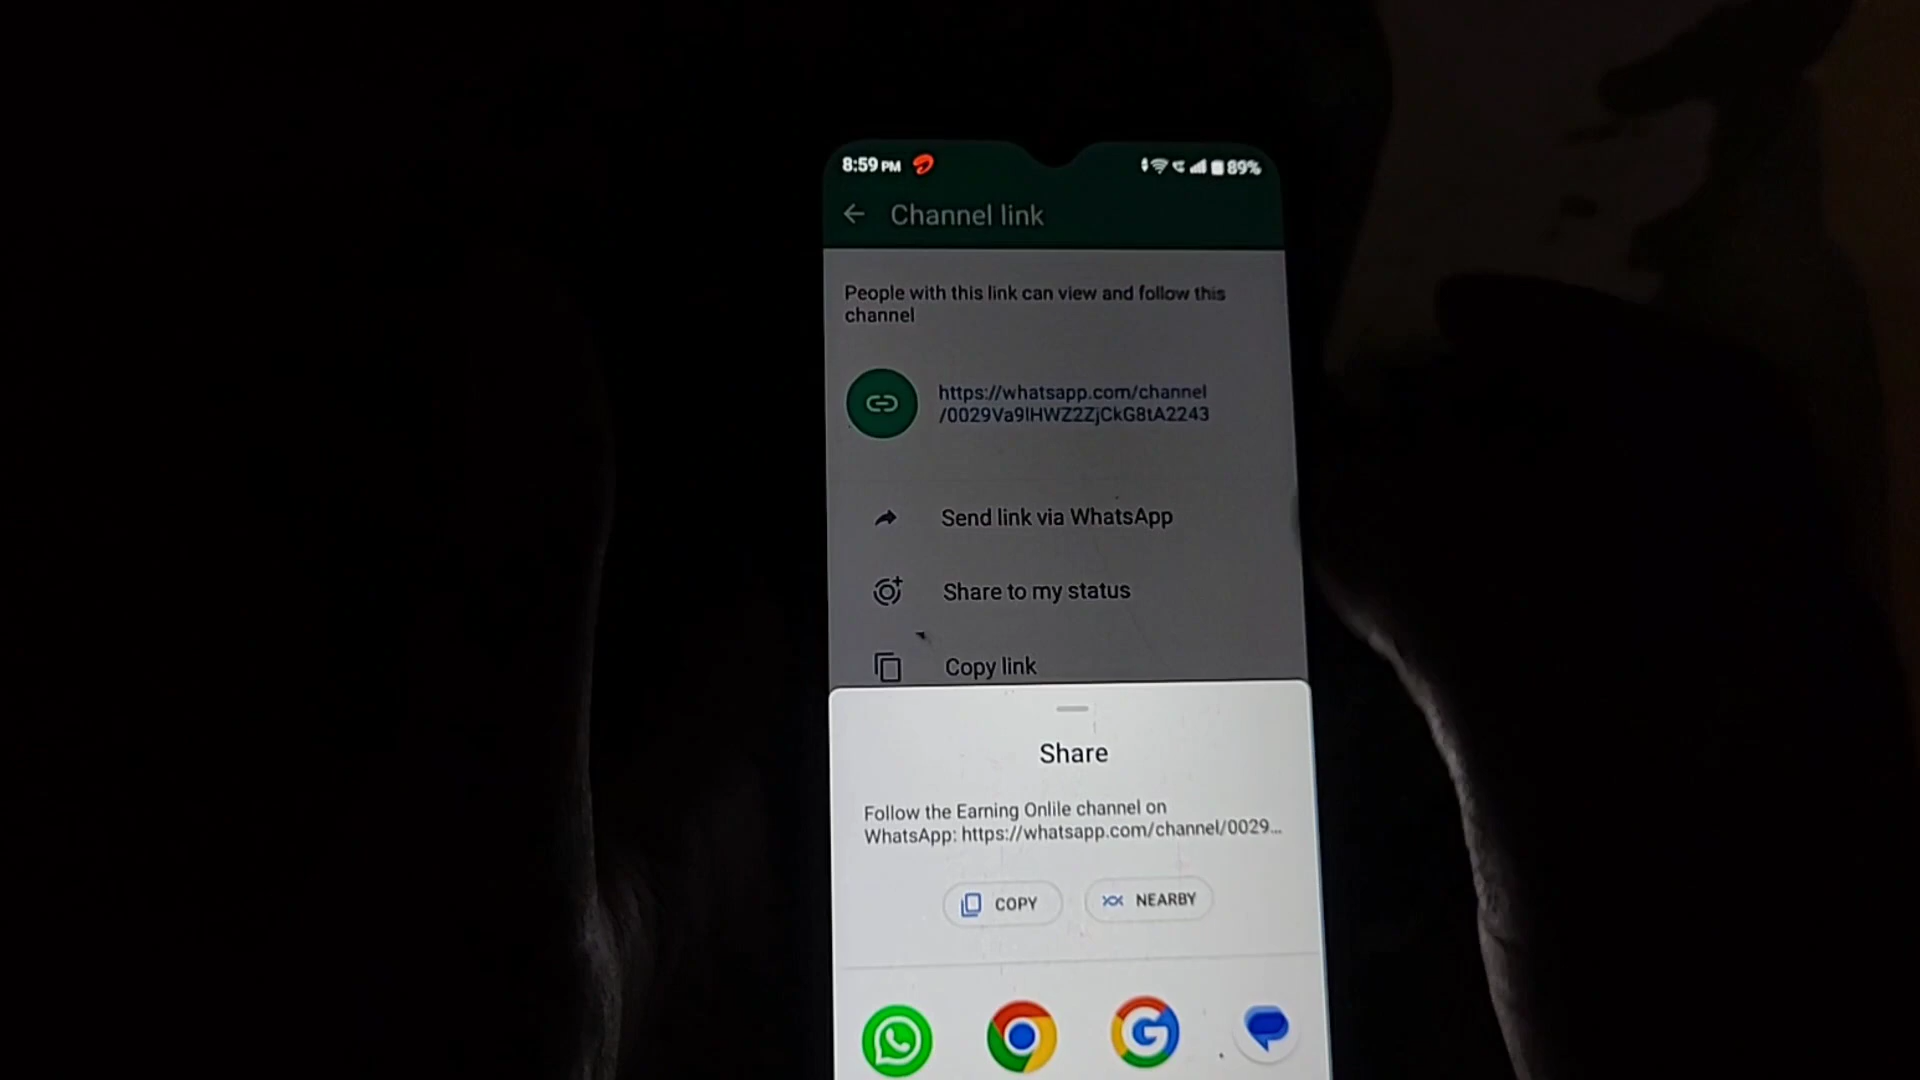 8:59 PM
89%
Channel link
People with this link can view and follow this
channel
https://whatsapp.com/channel
/0029Va9IHWZ2ZjCkG8tA2243
Send link via WhatsApp
Share to my status
Copy link
Share
Follow the Earning Onlile channel on
WhatsApp: https://whatsapp.com/channel/0029...
COPY
NEARBY